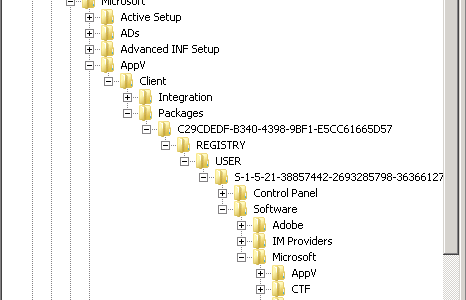 Microsoft
Active Setup
ADs
Advanced INF Setup
AppV
Client
Integration
Packages
C29CDEDF-B340-4398-9BF1-E5CC61665D57
REGISTRY
USER
S-1-5-21-38857442-2693285798-36366127
Control Panel
Software
Adobe
IM Providers
Microsoft
AppV
CTF